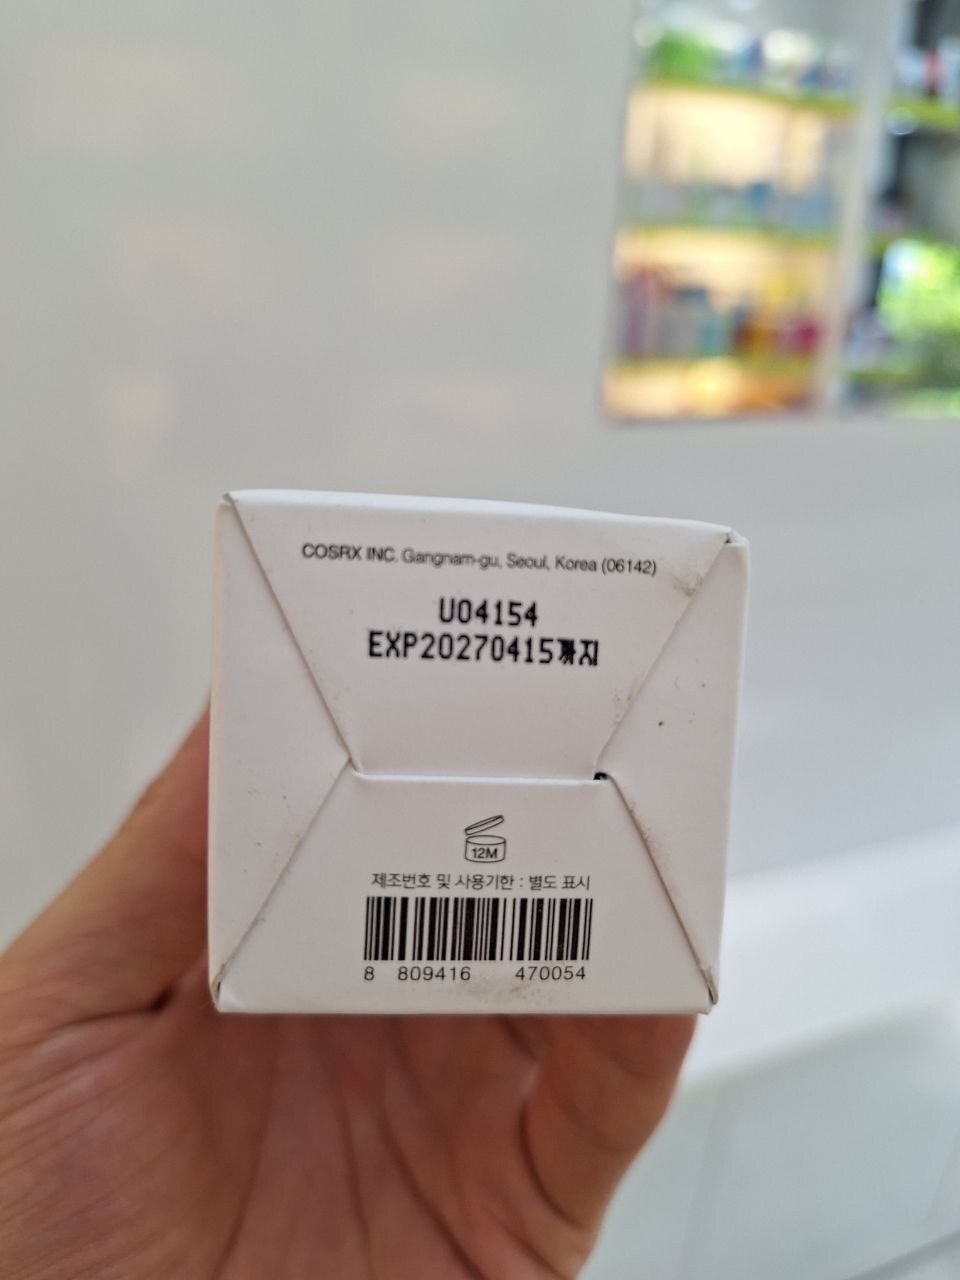 COSRX INC. Gangnam-gu, Seoul, Korea (06142)
U04154
EXP20270415까지
12M
제조번호 및 사용기한 : 별도 표시
8 809416 470054